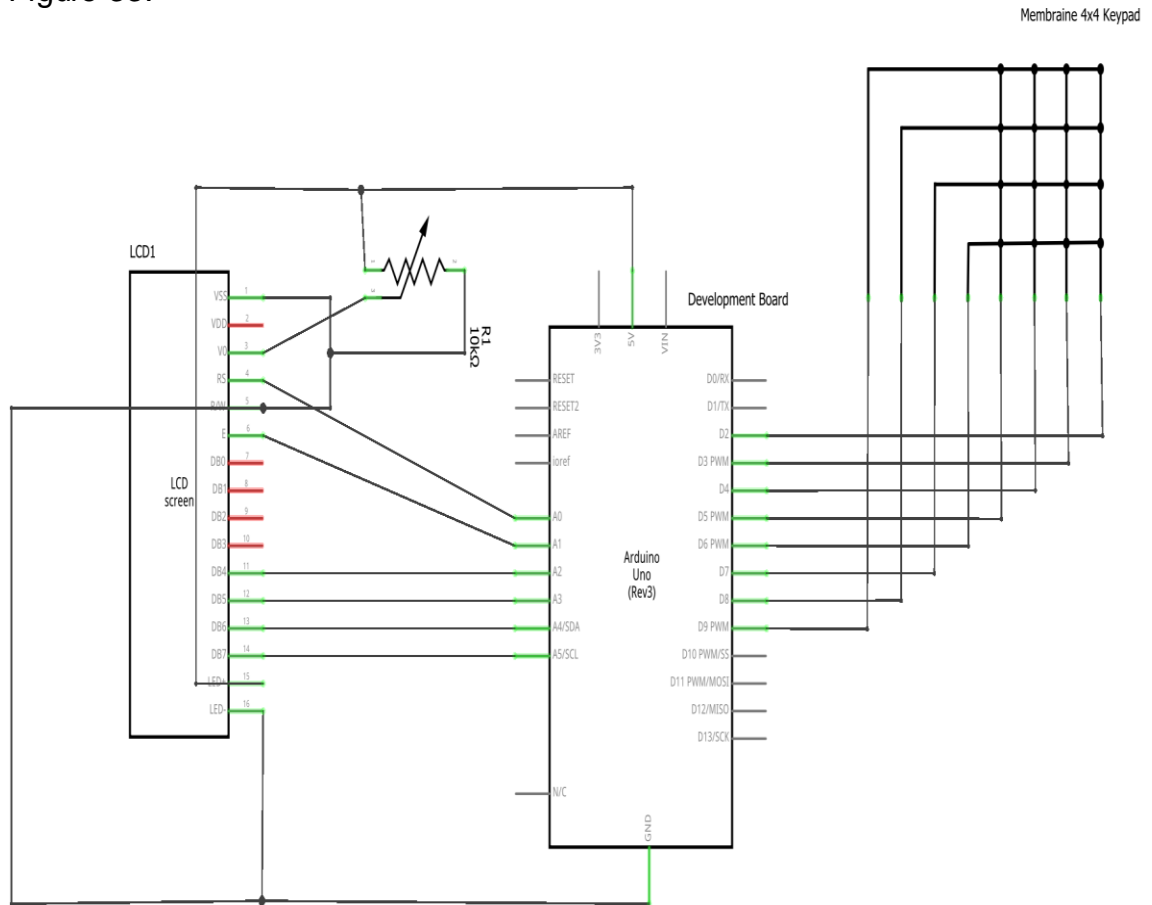 Membraine 4x4 Keypad
LCD1
VSS 1
VDD 2
V0 3
RS 4
R/W 5
E 6
DB0 7
DB1 8
DB2 9
DB3 10
DB4 11
DB5 12
DB6 13
DB7 14
LED+ 15
LED- 16
LCD
screen
R1
10kΩ
Development Board
3V3
5V
VIN
RESET
RESET2
AREF
ioref
A0
A1
A2
A3
A4/SDA
A5/SCL
N/C
Arduino
Uno
(Rev3)
D0/RX
D1/TX
D2
D3 PWM
D4
D5 PWM
D6 PWM
D7
D8
D9 PWM
D10 PWM/SS
D11 PWM/MOSI
D12/MISO
D13/SCK
GND